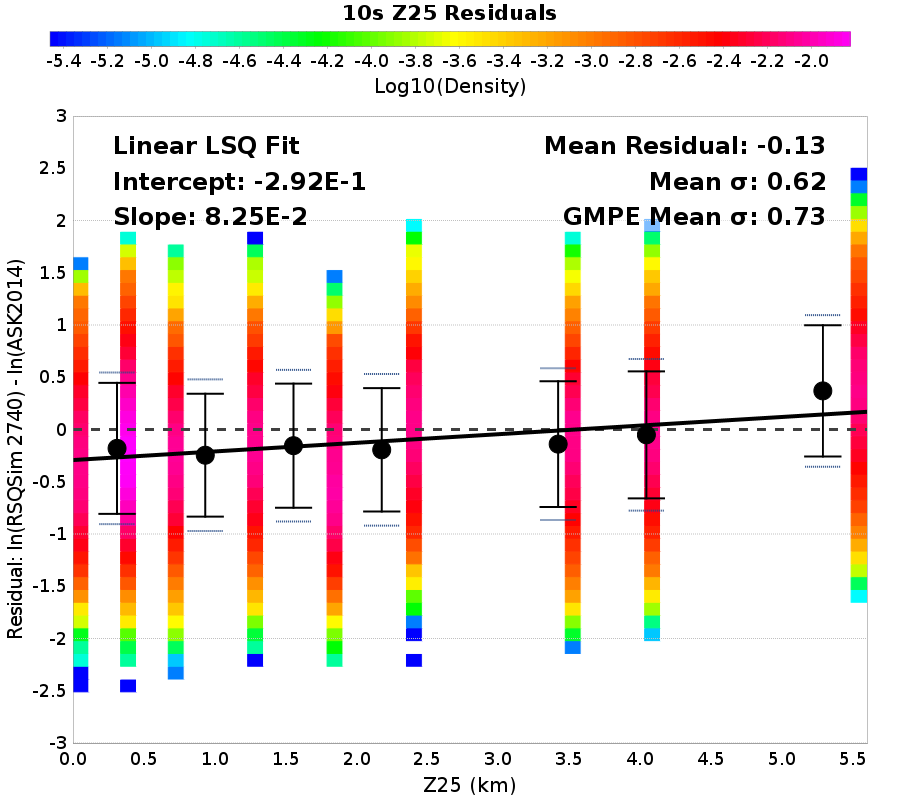 10s Z25 Residuals
-5.4 -5.2 -5.0 -4.8 -4.6 -4.4 -4.2 -4.0 -3.8 -3.6 -3.4 -3.2 -3.0 -2.8 -2.6 -2.4 -2.2 -2.0
Log10(Density)
Linear LSQ Fit
Intercept: -2.92E-1
Slope: 8.25E-2
Mean Residual: -0.13
Mean σ: 0.62
GMPE Mean σ: 0.73
Residual: ln(RSQSim 2740) - ln(ASK2014)
3
2.5
2
1.5
1
0.5
0
-0.5
-1
-1.5
-2
-2.5
-3
0.0 0.5 1.0 1.5 2.0 2.5 3.0 3.5 4.0 4.5 5.0 5.5
Z25 (km)